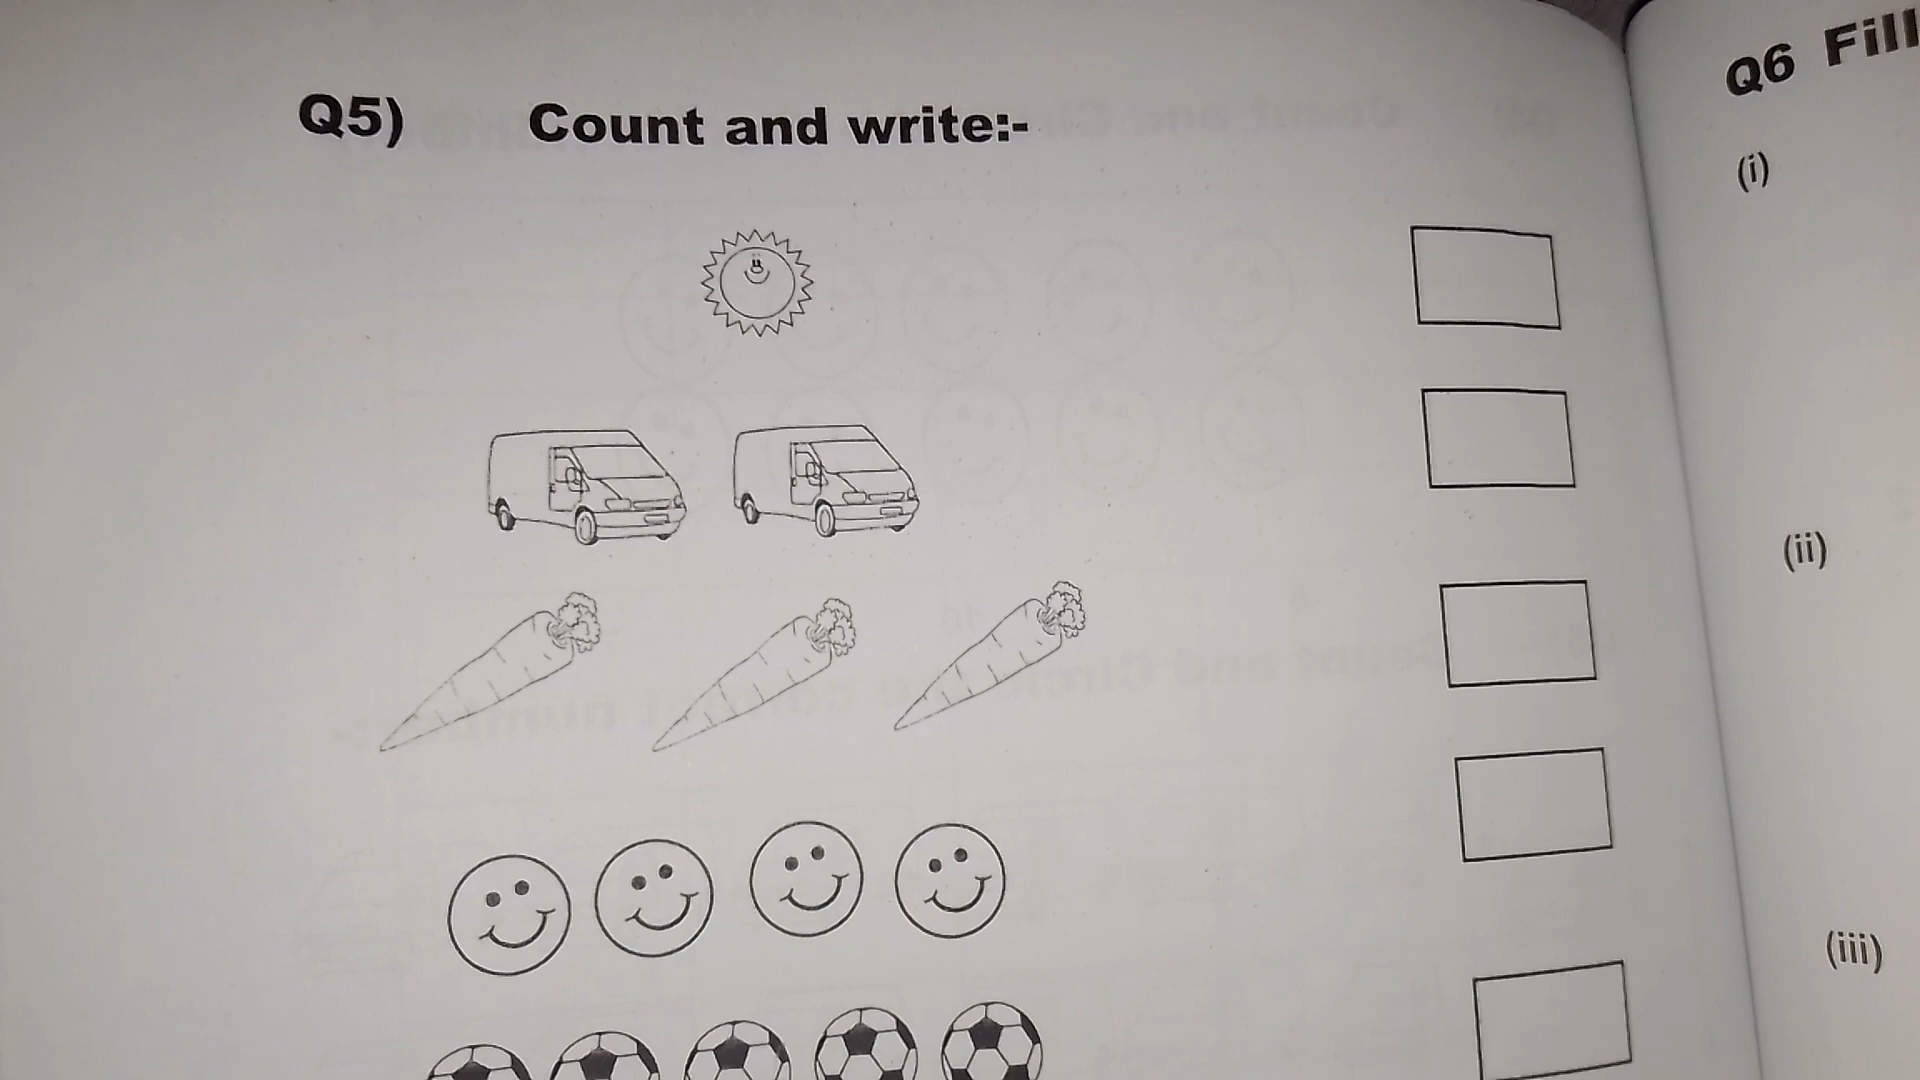 Q5) Count and write:-
Q6 Fill
(i)
(ii)
(iii)